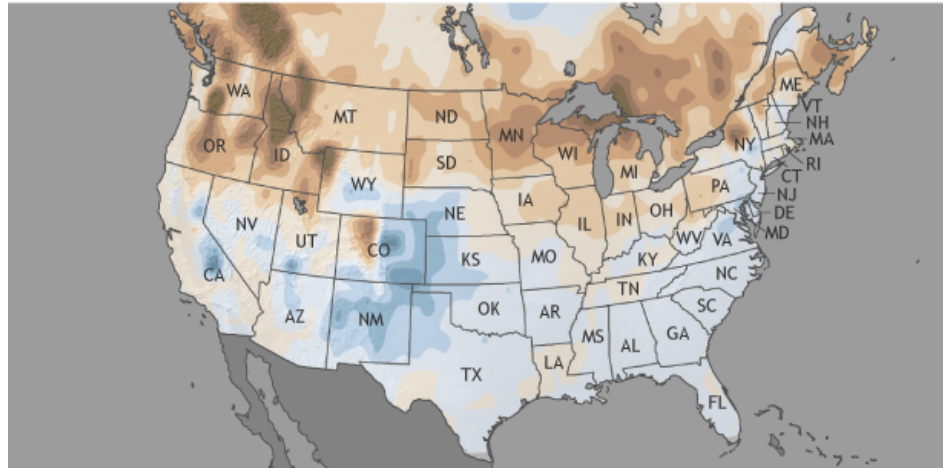 WA
MT
ND
MN
ME
VT
NH
MA
RI
CT
NJ
DE
MD
OR
ID
SD
WI
MI
NY
WY
IA
PA
NE
IL
IN
OH
NV
UT
CO
KS
MO
KY
WV
VA
CA
AZ
NM
OK
AR
TN
NC
SC
MS
AL
GA
TX
LA
FL